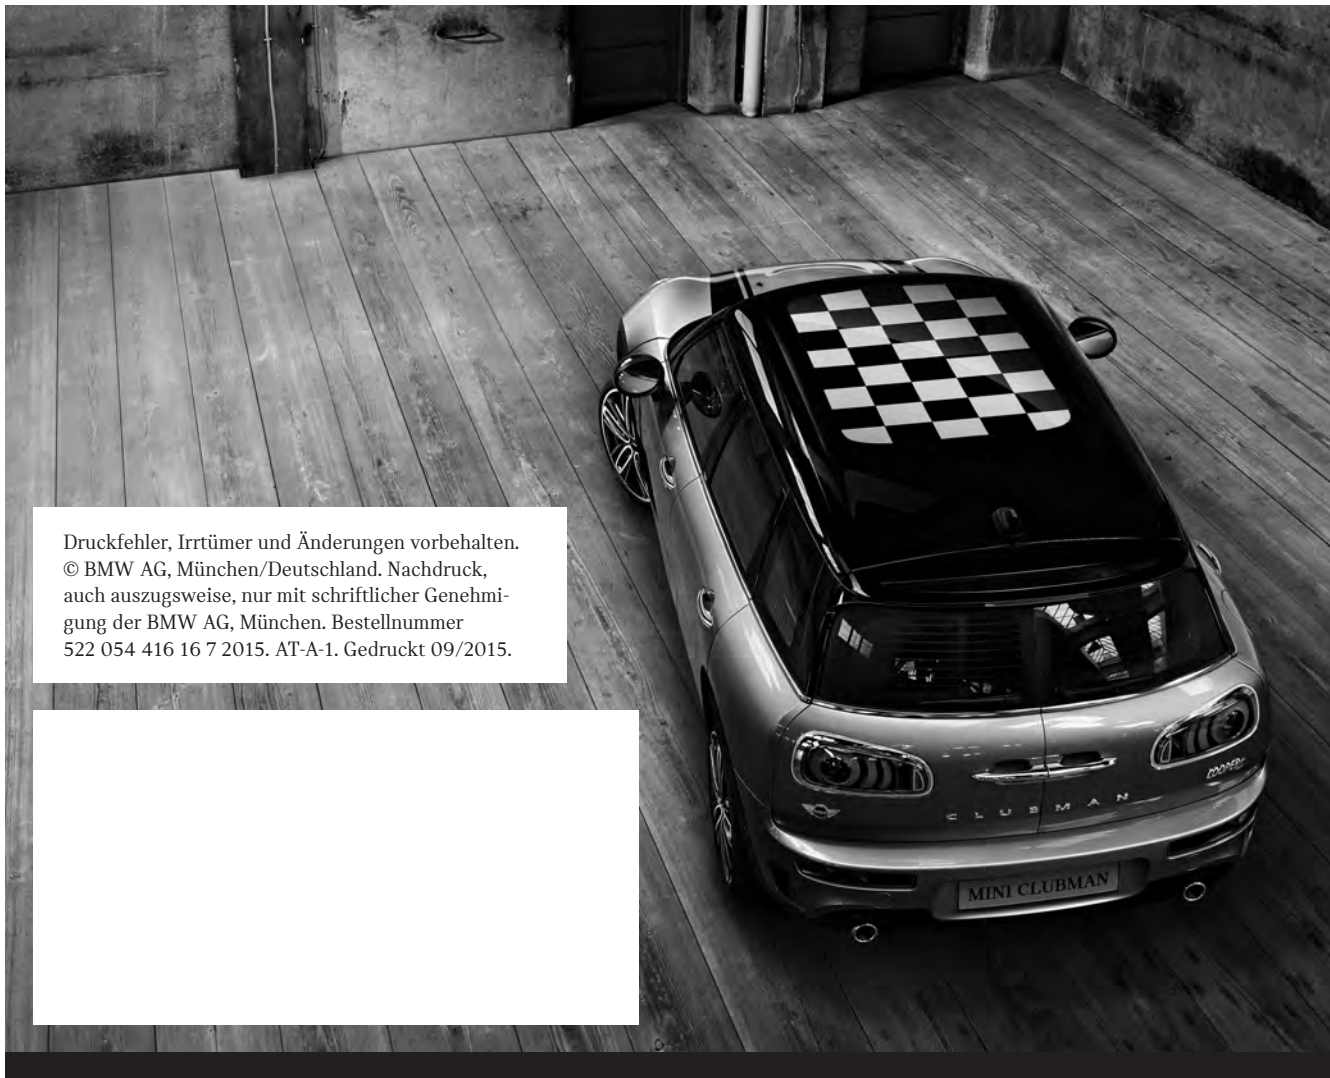 Druckfehler, Irrtümer und Änderungen vorbehalten.
© BMW AG, München/Deutschland. Nachdruck,
auch auszugsweise, nur mit schriftlicher Genehmi-
gung der BMW AG, München. Bestellnummer
522 054 416 16 7 2015. AT-A-1. Gedruckt 09/2015.
COOPER S
CLUBMAN
MINI CLUBMAN